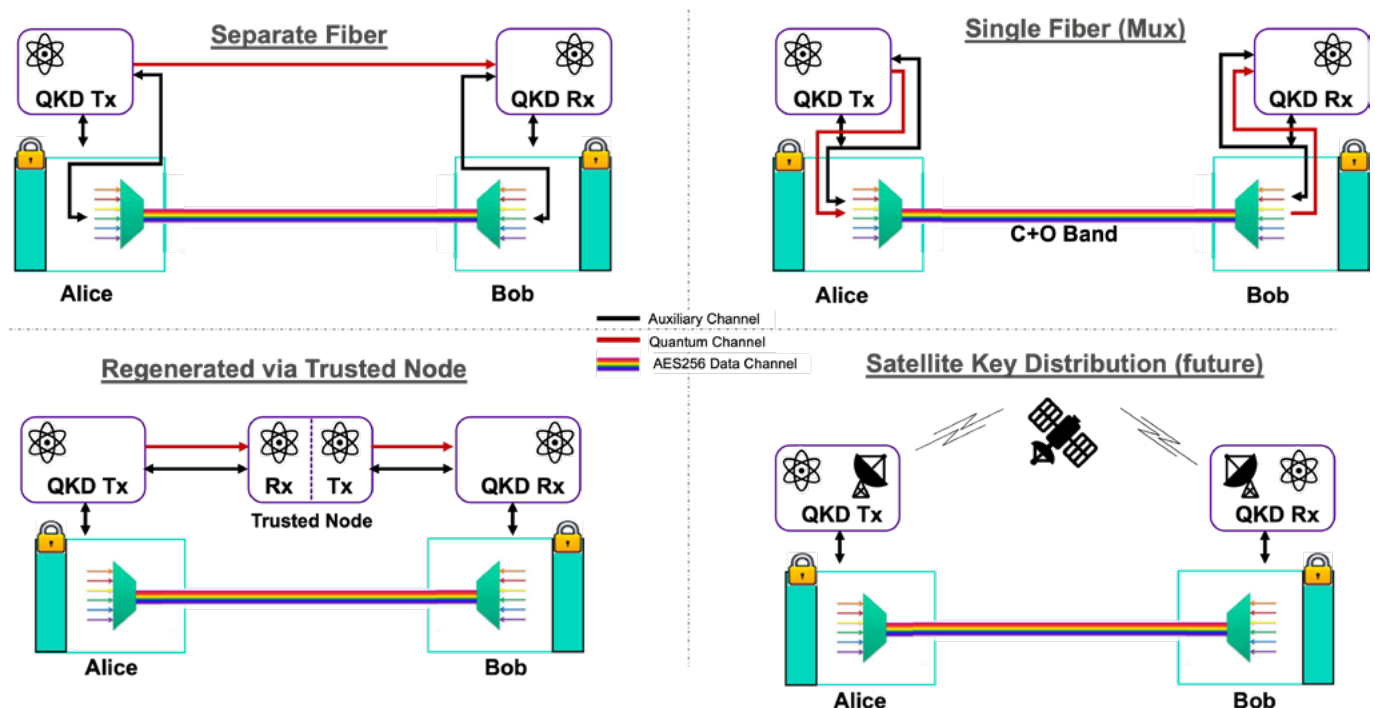 Separate Fiber
QKD Tx
QKD Rx
Alice
Bob
Single Fiber (Mux)
QKD Tx
QKD Rx
C+O Band
Alice
Bob
Auxiliary Channel
Quantum Channel
AES256 Data Channel
Regenerated via Trusted Node
QKD Tx
Rx
Tx
QKD Rx
Trusted Node
Alice
Bob
Satellite Key Distribution (future)
QKD Tx
QKD Rx
Alice
Bob